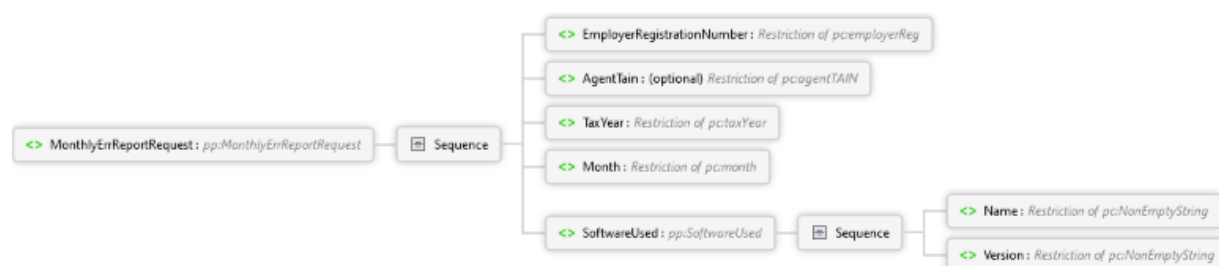 <> EmployerRegistrationNumber : Restriction of pc:employerReg
<> AgentTain : (optional) Restriction of pc:agentTAIN
<> TaxYear : Restriction of pc:taxYear
<> MonthlyErrReportRequest : pp:MonthlyErrReportRequest
Sequence
<> Month : Restriction of pc:month
<> SoftwareUsed : pp:SoftwareUsed
Sequence
<> Name : Restriction of pc:NonEmptyString
<> Version : Restriction of pc:NonEmptyString